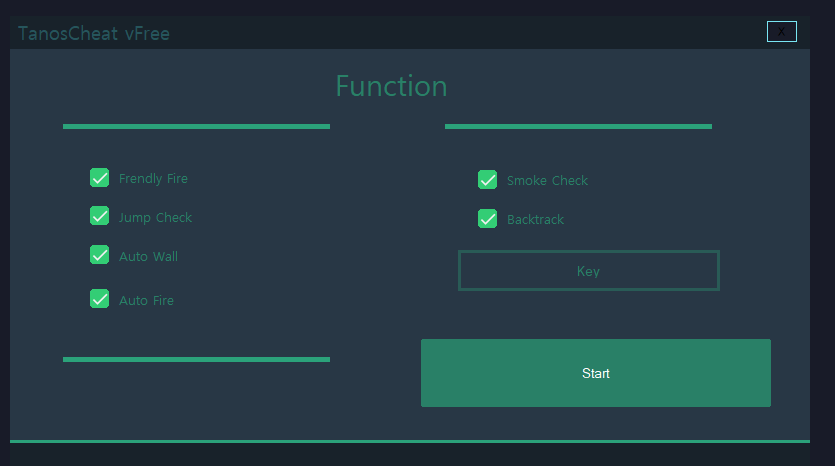 TanosCheat vFree
X
Function
Frendly Fire
Jump Check
Auto Wall
Auto Fire
Smoke Check
Backtrack
Key
Start